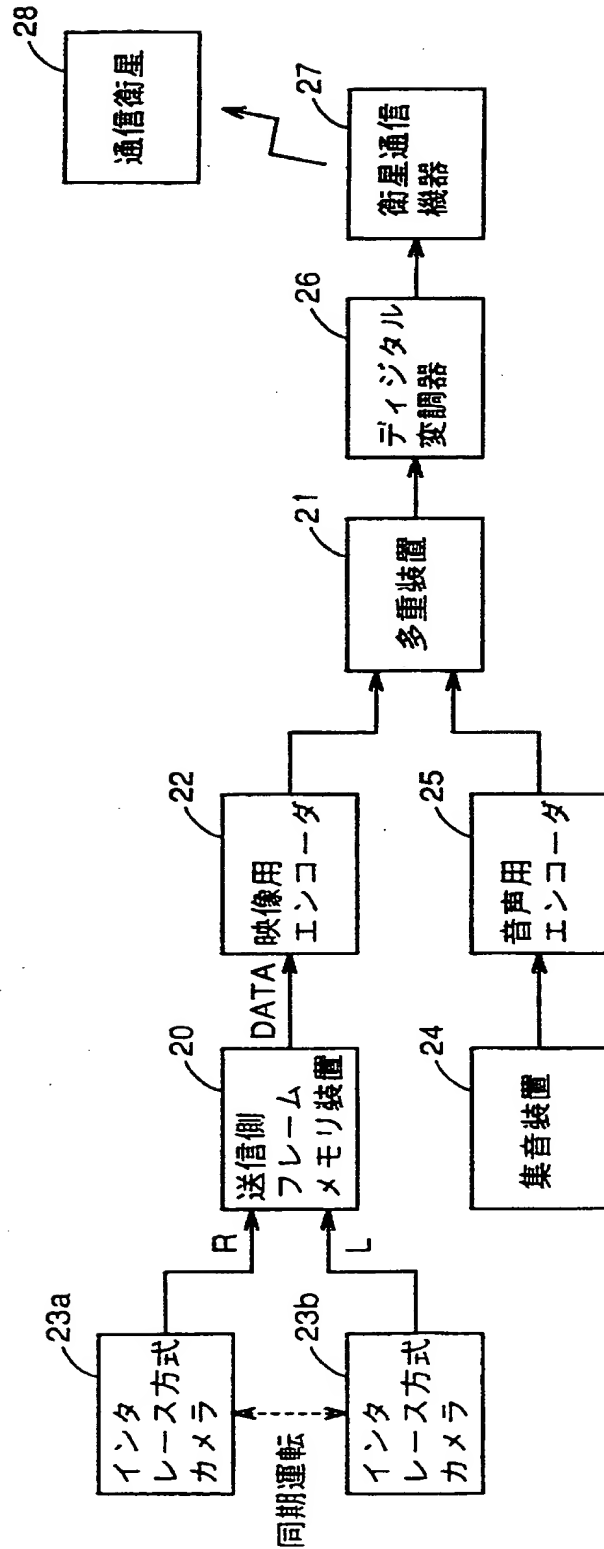 23a
インタ
レース方式
カメラ
同期運転
23b
インタ
レース方式
カメラ
R
L
20
送信側
フレーム
メモリ装置
DATA
22
映像用
エンコーダ
24
集音装置
25
音声用
エンコーダ
21
多重装置
26
ディジタル
変調器
27
衛星通信
機器
28
通信衛星